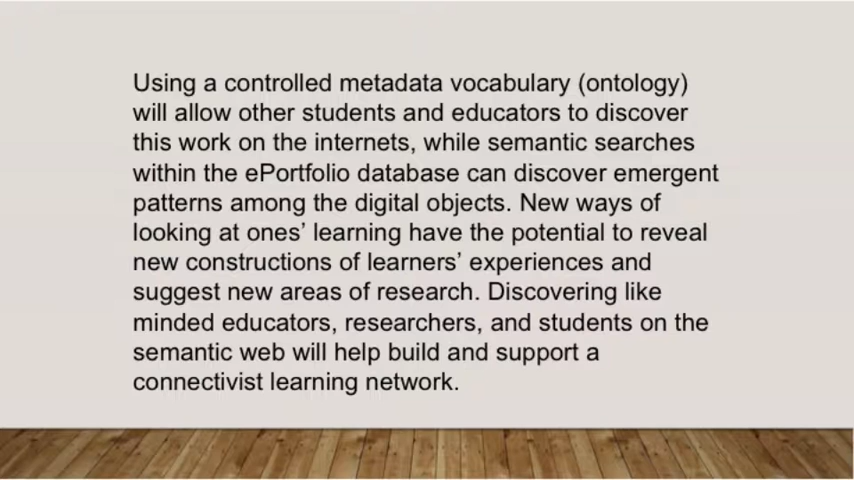 Using a controlled metadata vocabulary (ontology)
will allow other students and educators to discover
this work on the internets, while semantic searches
within the ePortfolio database can discover emergent
patterns among the digital objects. New ways of
looking at ones’ learning have the potential to reveal
new constructions of learners’ experiences and
suggest new areas of research. Discovering like
minded educators, researchers, and students on the
semantic web will help build and support a
connectivist learning network.